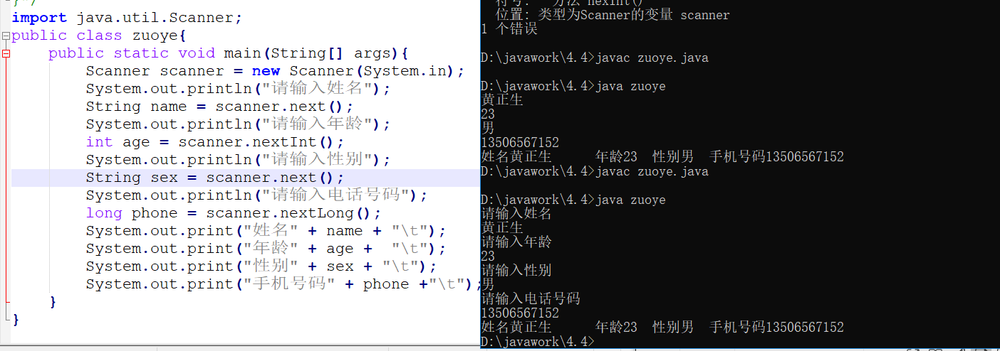 }*/
import java.util.Scanner;
public class zuoye{
public static void main(String[] args){
Scanner scanner = new Scanner(System.in);
System.out.println("请输入姓名");
String name = scanner.next();
System.out.println("请输入年龄");
int age = scanner.nextInt();
System.out.println("请输入性别");
String sex = scanner.next();
System.out.println("请输入电话号码");
long phone = scanner.nextLong();
System.out.print("姓名" + name + "\t");
System.out.print("年龄" + age +  "\t");
System.out.print("性别" + sex + "\t");
System.out.print("手机号码" + phone +"\t");
}
}
符号:   方法 nexInt()
位置: 类型为Scanner的变量 scanner
1 个错误
D:\javawork\4.4>javac zuoye.java
D:\javawork\4.4>java zuoye
黄正生
23
男
13506567152
姓名黄正生      年龄23  性别男  手机号码13506567152
D:\javawork\4.4>javac zuoye.java
D:\javawork\4.4>java zuoye
请输入姓名
黄正生
请输入年龄
23
请输入性别
男
请输入电话号码
13506567152
姓名黄正生      年龄23  性别男  手机号码13506567152
D:\javawork\4.4>